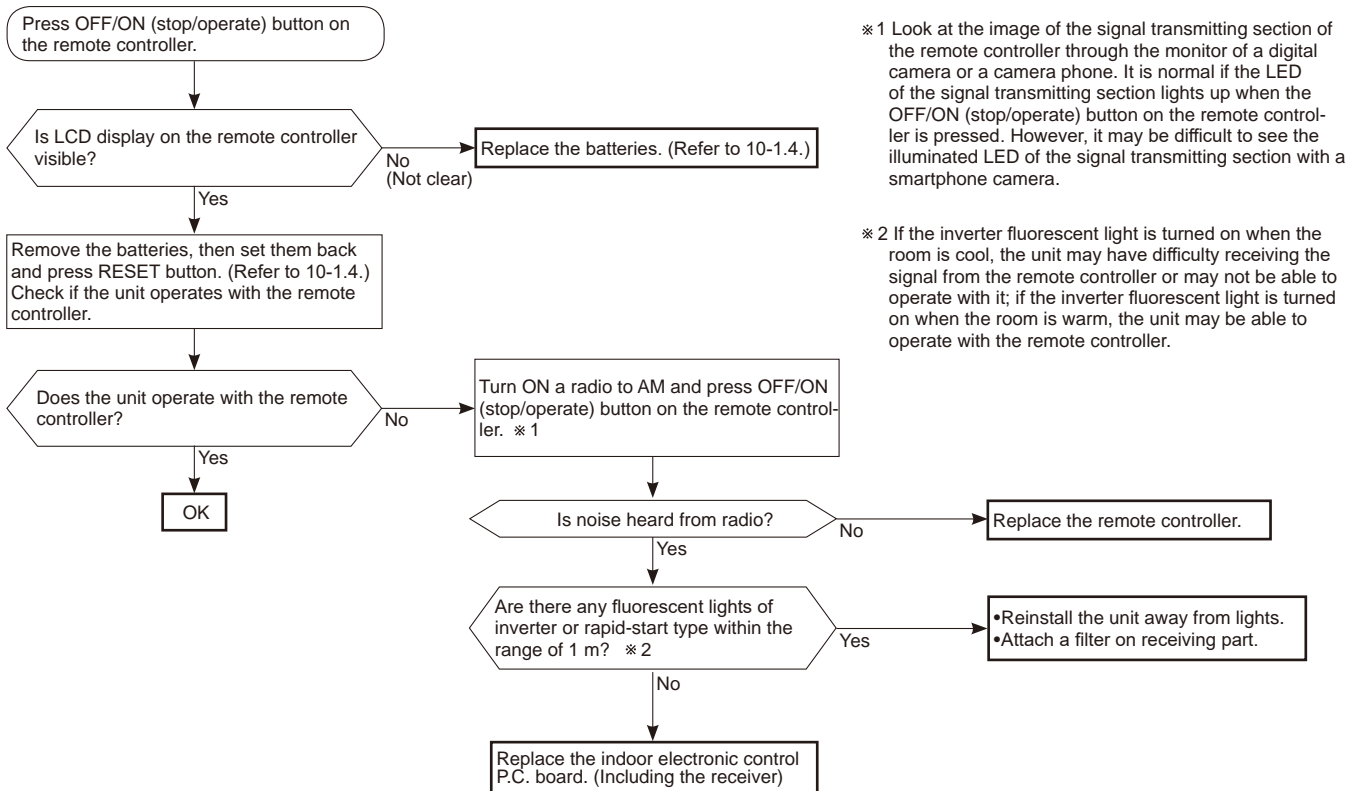 Press OFF/ON (stop/operate) button on
the remote controller.
Is LCD display on the remote controller
visible?
No
(Not clear)
Replace the batteries. (Refer to 10-1.4.)
Yes
Remove the batteries, then set them back
and press RESET button. (Refer to 10-1.4.)
Check if the unit operates with the remote
controller.
Does the unit operate with the remote
controller?
No
Yes
OK
Turn ON a radio to AM and press OFF/ON
(stop/operate) button on the remote control-
ler. ※1
Is noise heard from radio?
No
Replace the remote controller.
Yes
Are there any fluorescent lights of
inverter or rapid-start type within the
range of 1 m? ※2
Yes
•Reinstall the unit away from lights.
•Attach a filter on receiving part.
No
Replace the indoor electronic control
P.C. board. (Including the receiver)
※1 Look at the image of the signal transmitting section of
the remote controller through the monitor of a digital
camera or a camera phone. It is normal if the LED
of the signal transmitting section lights up when the
OFF/ON (stop/operate) button on the remote control-
ler is pressed. However, it may be difficult to see the
illuminated LED of the signal transmitting section with a
smartphone camera.
※2 If the inverter fluorescent light is turned on when the
room is cool, the unit may have difficulty receiving the
signal from the remote controller or may not be able to
operate with it; if the inverter fluorescent light is turned
on when the room is warm, the unit may be able to
operate with the remote controller.